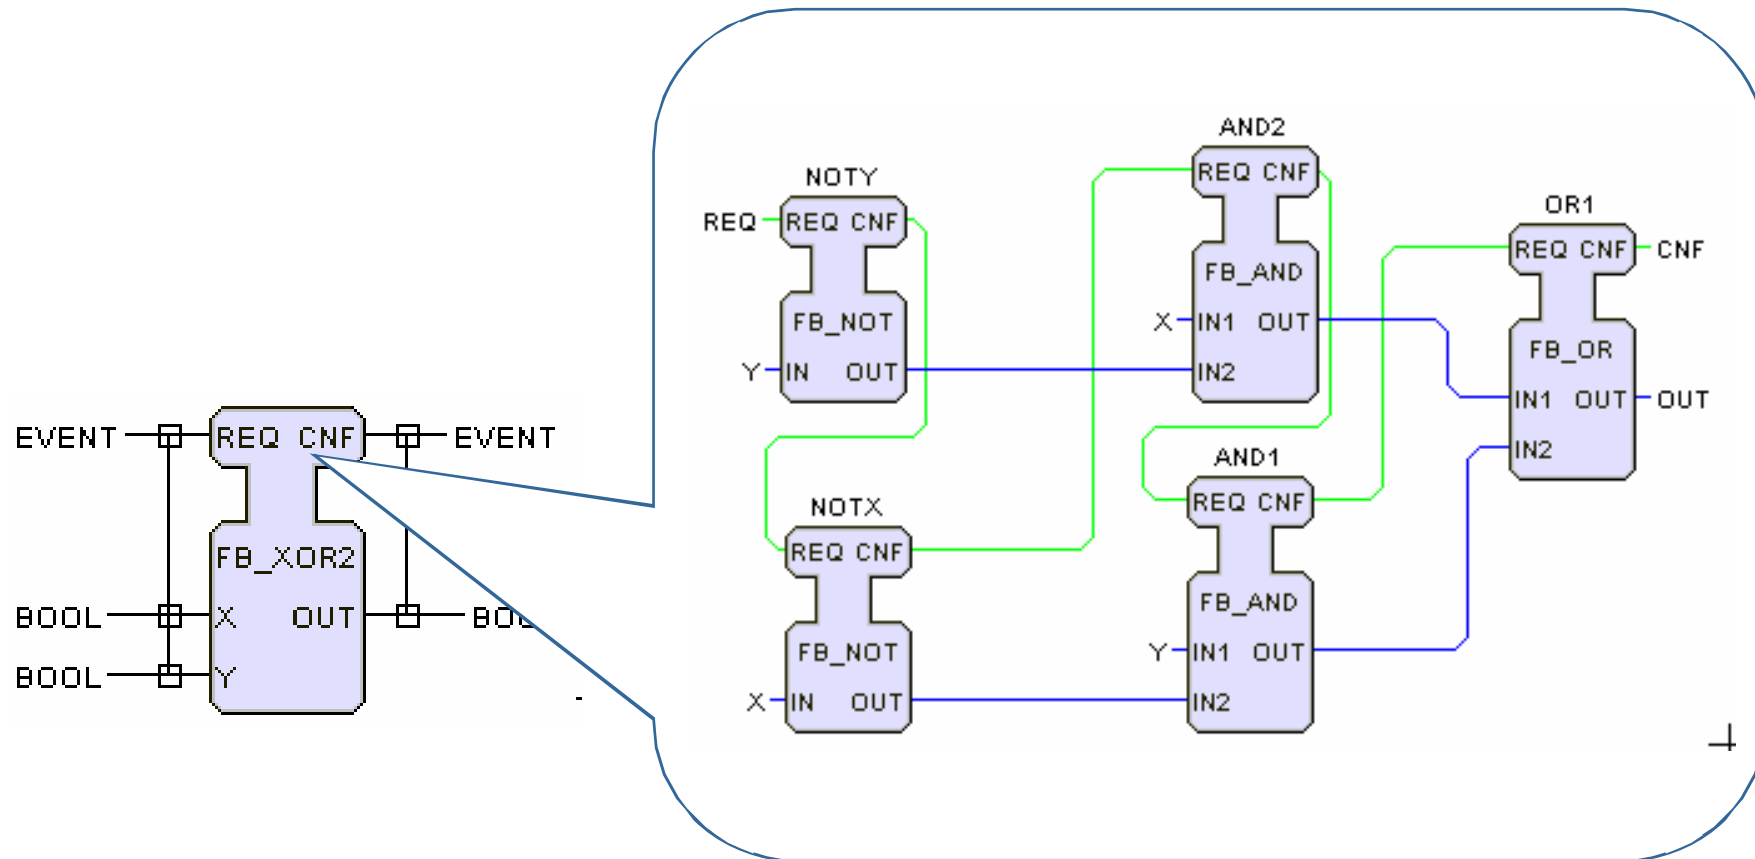 EVENT
REQ CNF
EVENT
FB_XOR2
BOOL
X OUT
BOOL
Y
NOTY
REQ
REQ CNF
FB_NOT
Y
IN OUT
NOTX
REQ CNF
FB_NOT
X
IN OUT
AND2
REQ CNF
FB_AND
X
IN1 OUT
IN2
AND1
REQ CNF
FB_AND
Y
IN1 OUT
IN2
OR1
REQ CNF
CNF
FB_OR
IN1 OUT
OUT
IN2